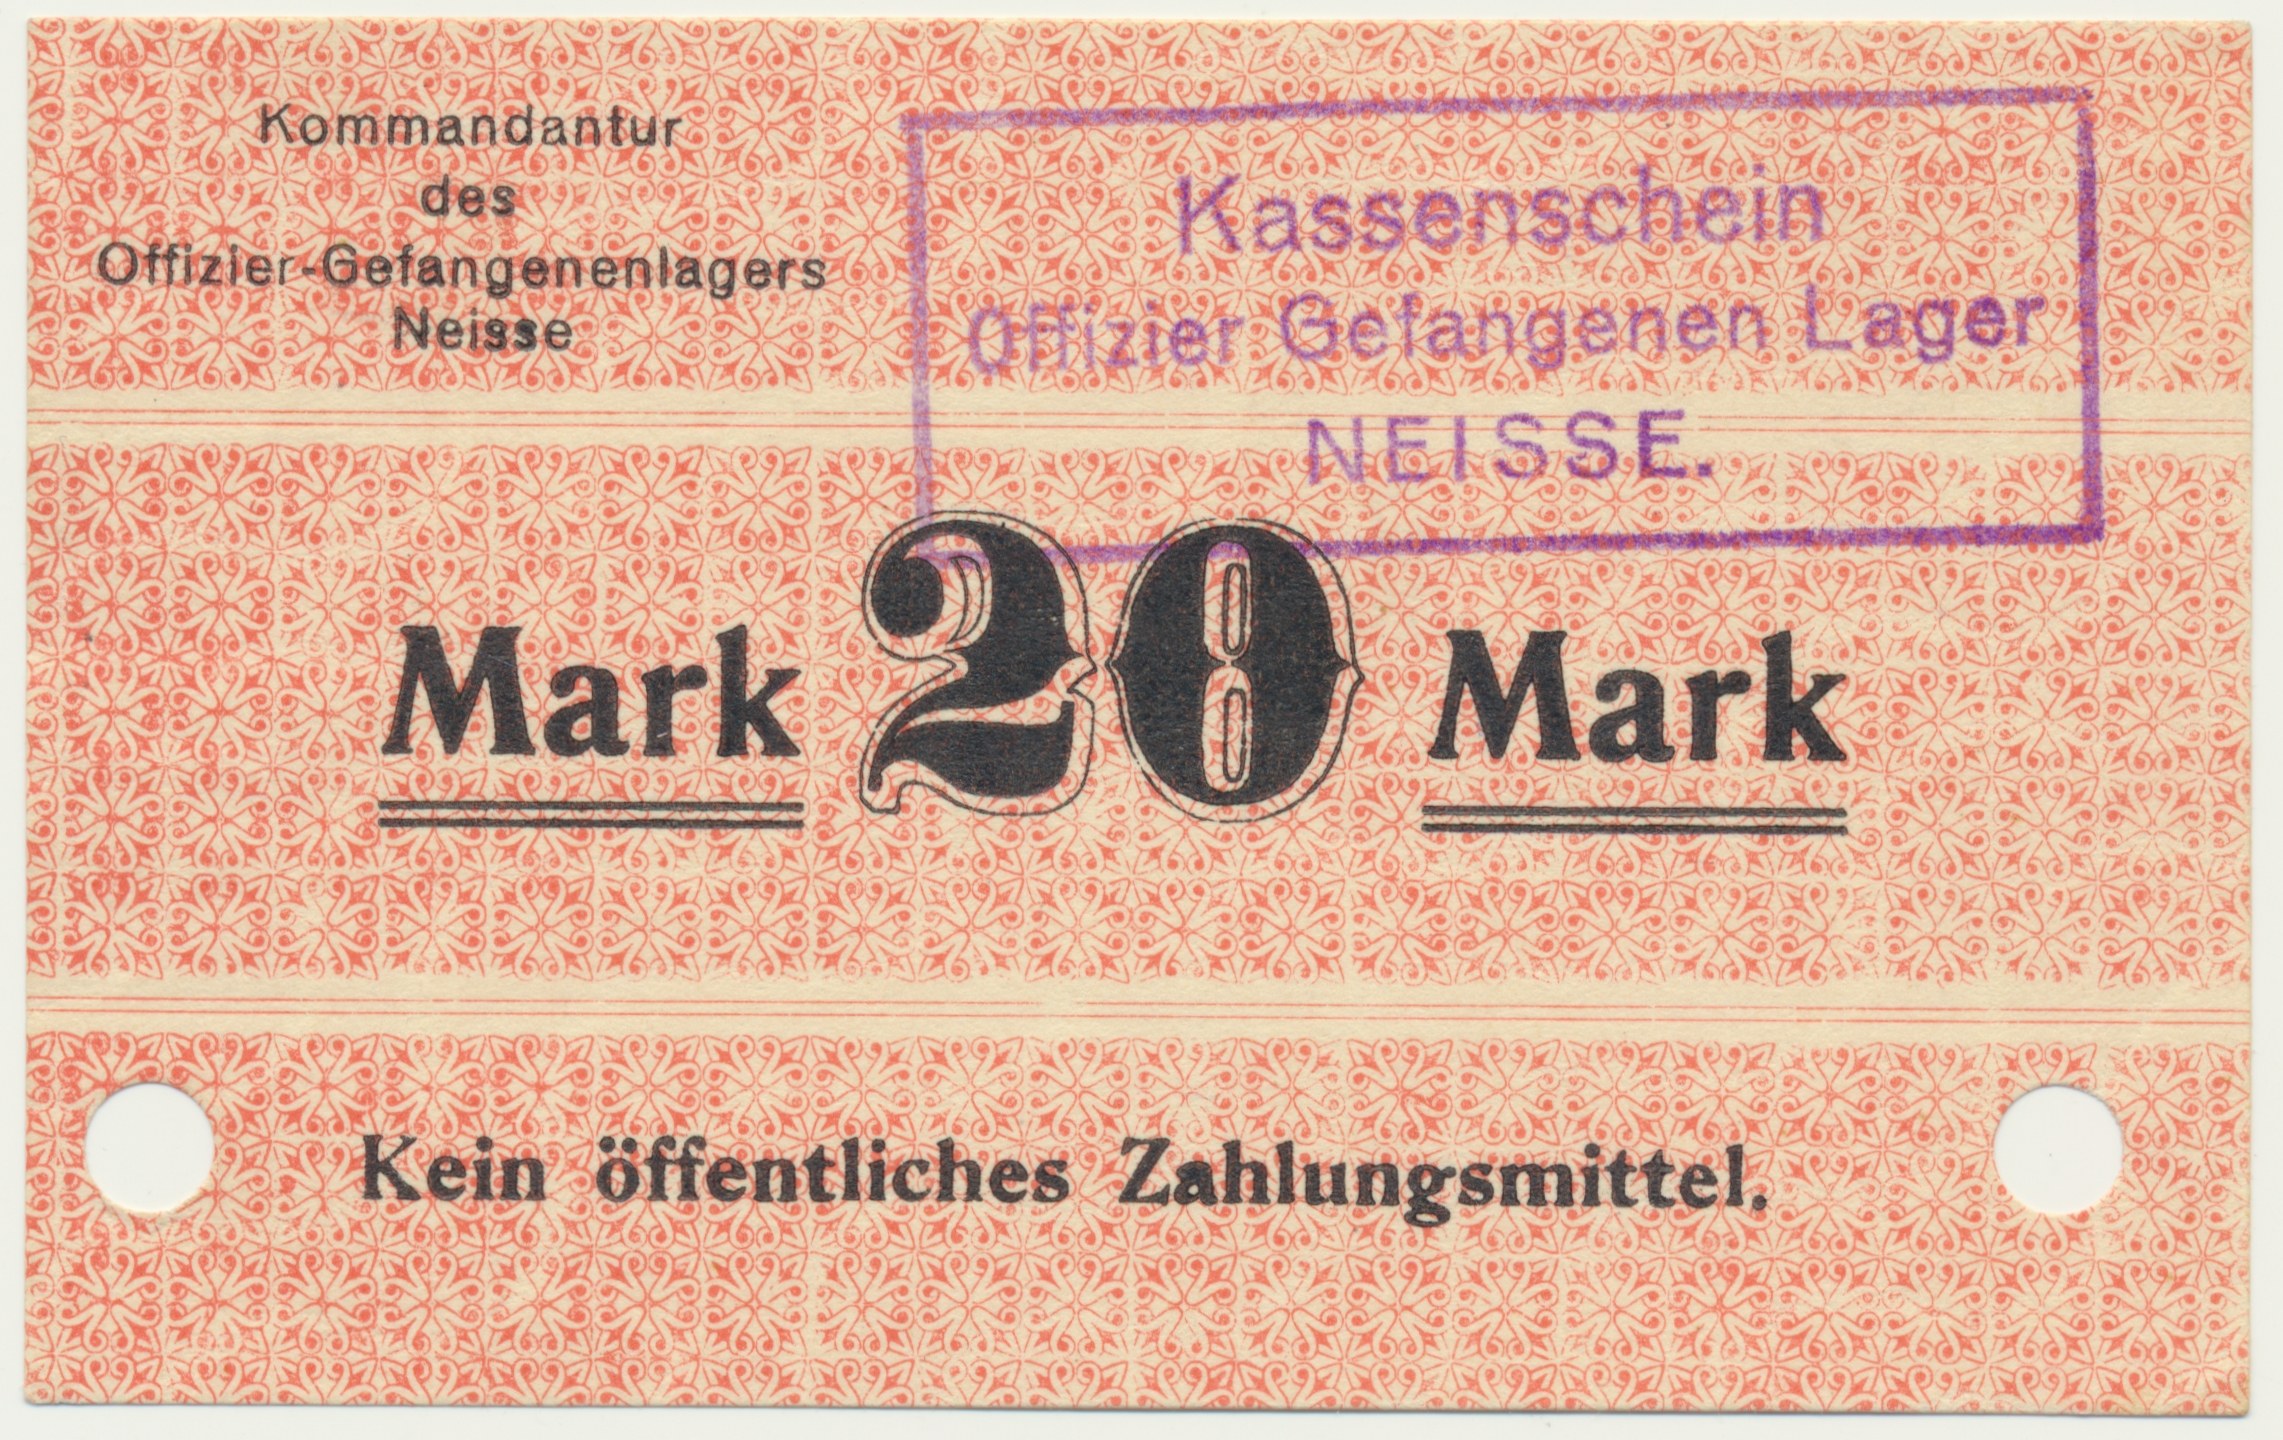 Kommandantur
des
Offizier-Gefangenenlagers
Neisse
Kassenschein
Offizier Gefangenen Lager
NEISSE.
Mark 20 Mark
Kein öffentliches Zahlungsmittel.